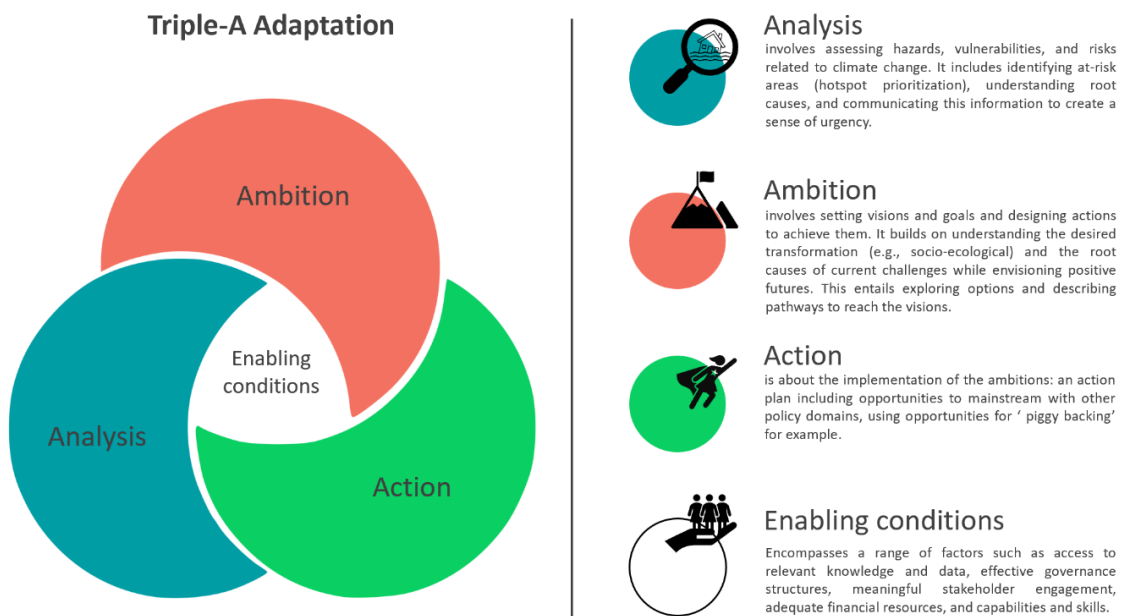 Triple-A Adaptation
Ambition
Enabling
conditions
Analysis
Action
Analysis
involves assessing hazards, vulnerabilities, and risks
related to climate change. It includes identifying at-risk
areas (hotspot prioritization), understanding root
causes, and communicating this information to create a
sense of urgency.
Ambition
involves setting visions and goals and designing actions
to achieve them. It builds on understanding the desired
transformation (e.g., socio-ecological) and the root
causes of current challenges while envisioning positive
futures. This entails exploring options and describing
pathways to reach the visions.
Action
is about the implementation of the ambitions: an action
plan including opportunities to mainstream with other
policy domains, using opportunities for ‘ piggy backing’
for example.
Enabling conditions
Encompasses a range of factors such as access to
relevant knowledge and data, effective governance
structures, meaningful stakeholder engagement,
adequate financial resources, and capabilities and skills.